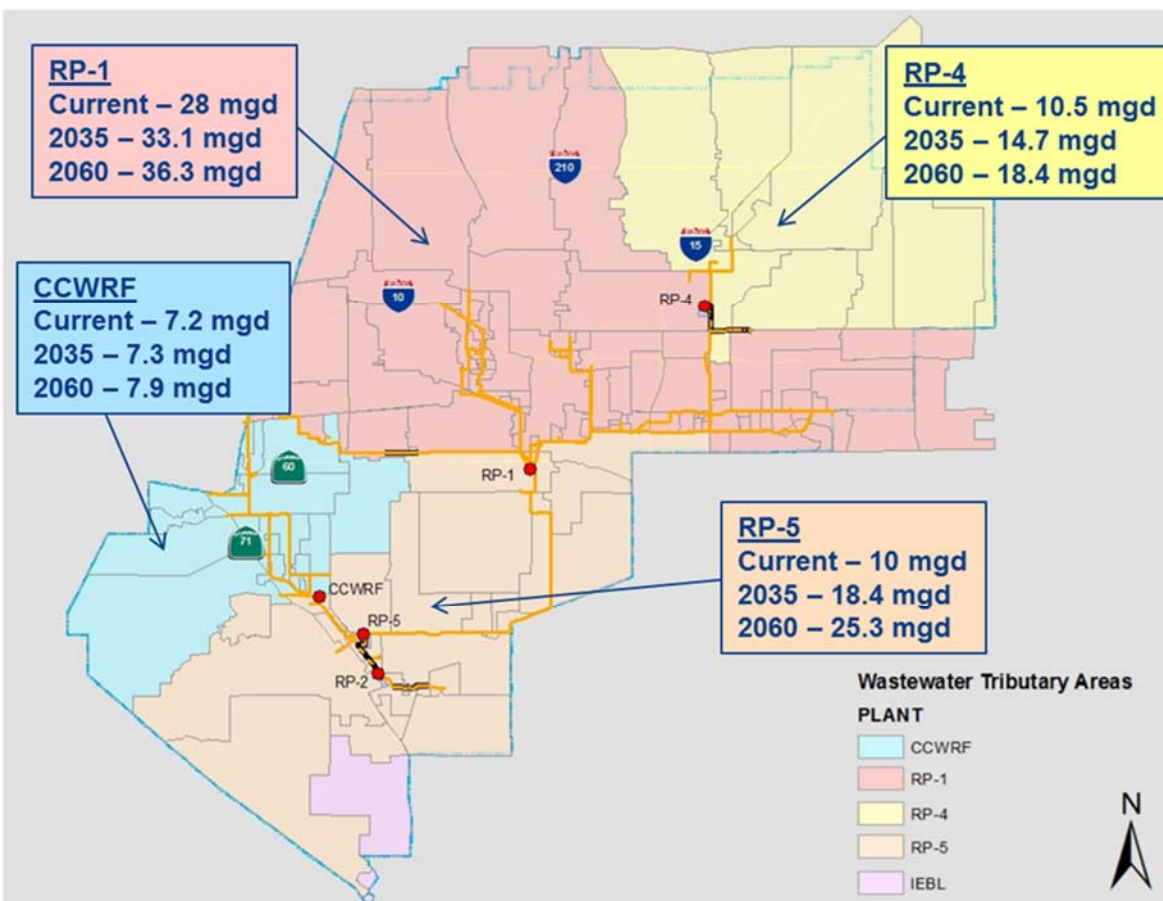 RP-1
Current – 28 mgd
2035 – 33.1 mgd
2060 – 36.3 mgd
RP-4
Current – 10.5 mgd
2035 – 14.7 mgd
2060 – 18.4 mgd
210
15
CCWRF
Current – 7.2 mgd
2035 – 7.3 mgd
2060 – 7.9 mgd
10
RP-4
60
RP-1
71
RP-5
Current – 10 mgd
2035 – 18.4 mgd
2060 – 25.3 mgd
CCWRF
RP-5
RP-2
Wastewater Tributary Areas
PLANT
CCWRF
RP-1
RP-4
RP-5
IEBL
N